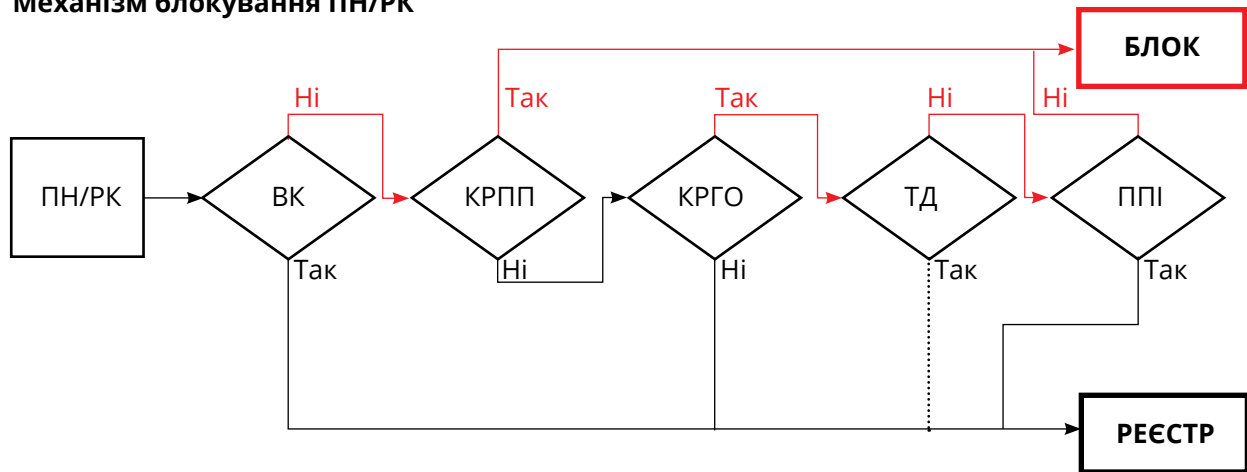 Механізм блокування ПН/РК
БЛОК
Ні
Так
Так
Ні
Ні
ПН/РК
ВК
КРПП
КРГО
ТД
ППІ
Так
Ні
Ні
Так
Так
РЕЄСТР